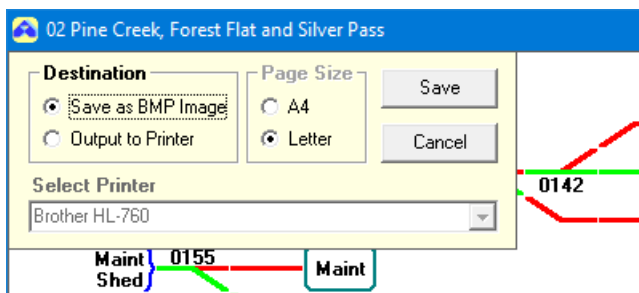 02 Pine Creek, Forest Flat and Silver Pass
Destination
Save as BMP Image
Output to Printer
Page Size
A4
Letter
Save
Cancel
Select Printer
Brother HL-760
0142
Maint
Shed
0155
Maint